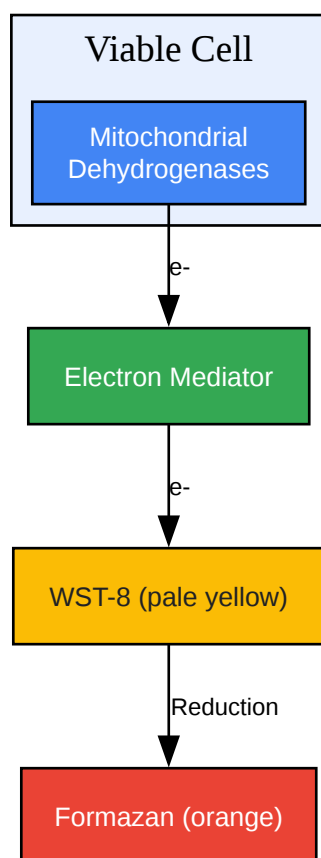 Viable Cell
Mitochondrial
Dehydrogenases
e-
Electron Mediator
e-
WST-8 (pale yellow)
Reduction
Formazan (orange)